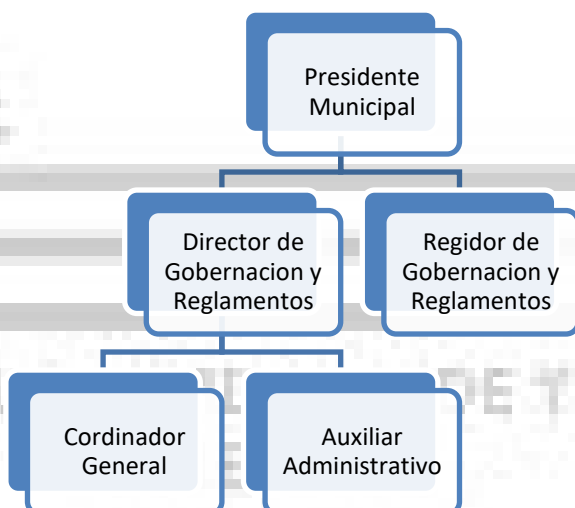 Presidente
Municipal
Director de
Gobernacion y
Reglamentos
Regidor de
Gobernacion y
Reglamentos
Cordinador
General
Auxiliar
Administrativo